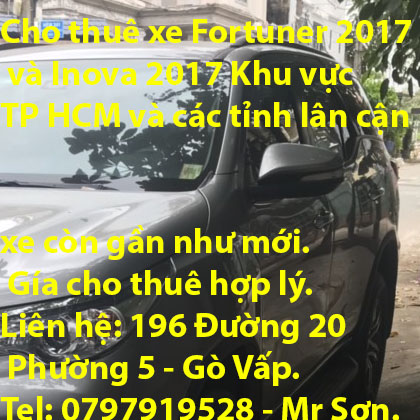 Cho thuê xe Fortuner 2017
và Inova 2017 Khu vực
TP HCM và các tỉnh lân cận
xe còn gần như mới.
Gía cho thuê hợp lý.
Liên hệ: 196 Đường 20
Phường 5 - Gò Vấp.
Tel: 0797919528 - Mr Sơn.